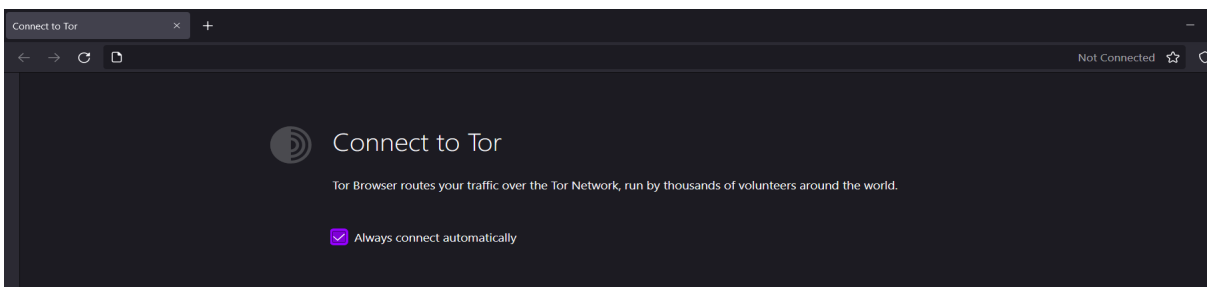 Connect to Tor
Not Connected
Connect to Tor
Tor Browser routes your traffic over the Tor Network, run by thousands of volunteers around the world.
Always connect automatically